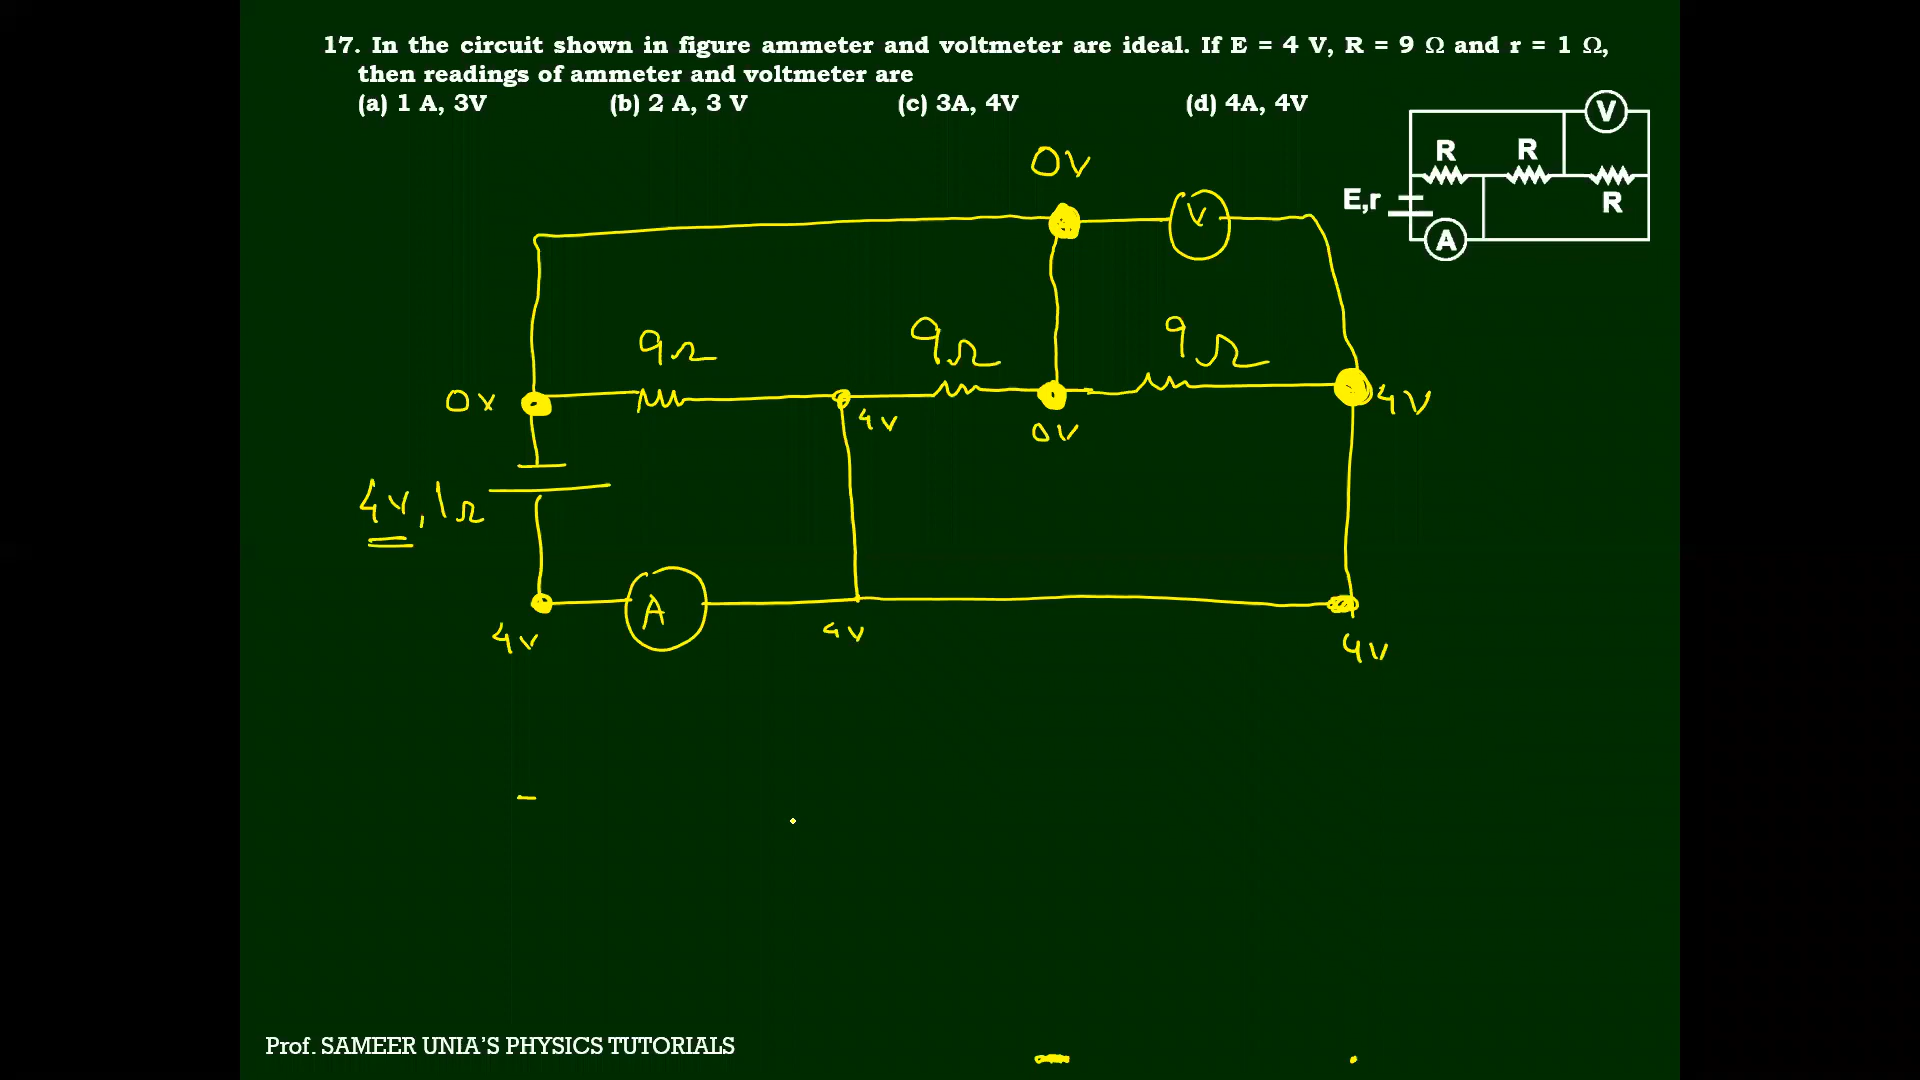 17. In the circuit shown in figure ammeter and voltmeter are ideal. If E = 4 V, R = 9 Ω and r = 1 Ω,
then readings of ammeter and voltmeter are
(a) 1 A, 3V (b) 2 A, 3 V (c) 3A, 4V (d) 4A, 4V
V
R R
E,r R
A
0V
V
9Ω 9Ω 9Ω
0V 4V 0V 4V
4V, 1Ω
A
4V 4V 4V
Prof. SAMEER UNIA'S PHYSICS TUTORIALS